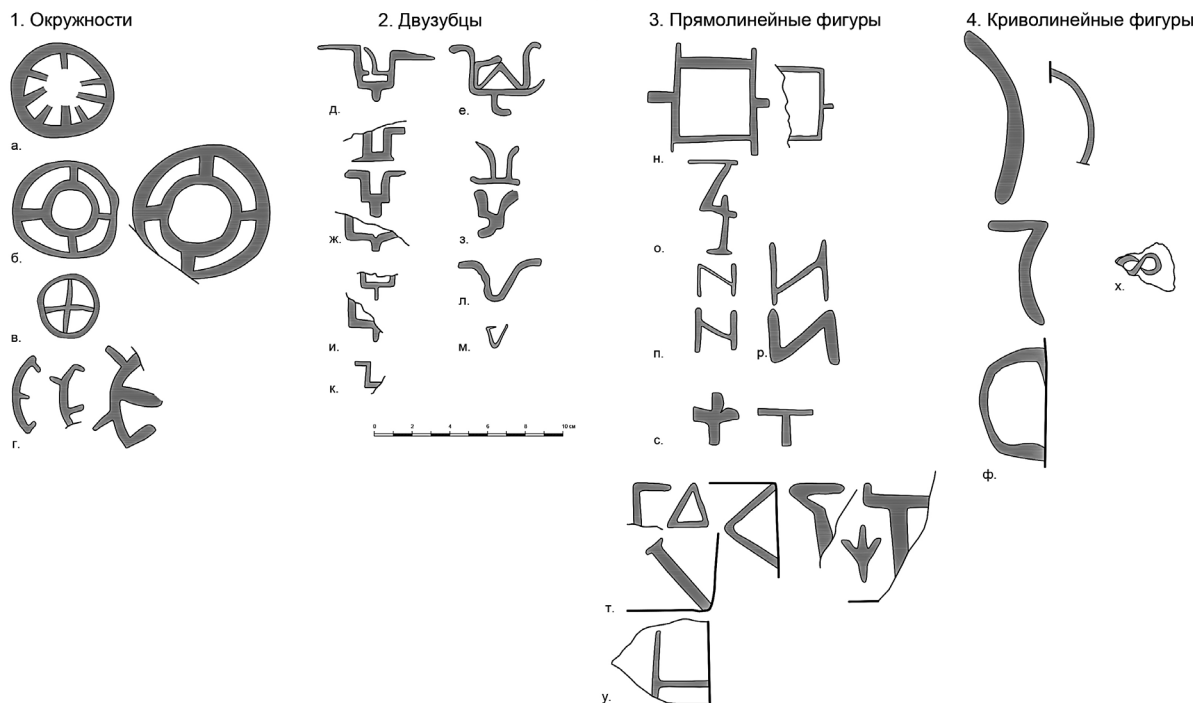 1. Окружности
2. Двузубцы
3. Прямолинейные фигуры
4. Криволинейные фигуры
а.
б.
в.
г.
д.
е.
ж.
з.
и.
л.
к.
м.
0 2 4 6 8 10 см
н.
о.
п.
р.
с.
т.
у.
ф.
х.